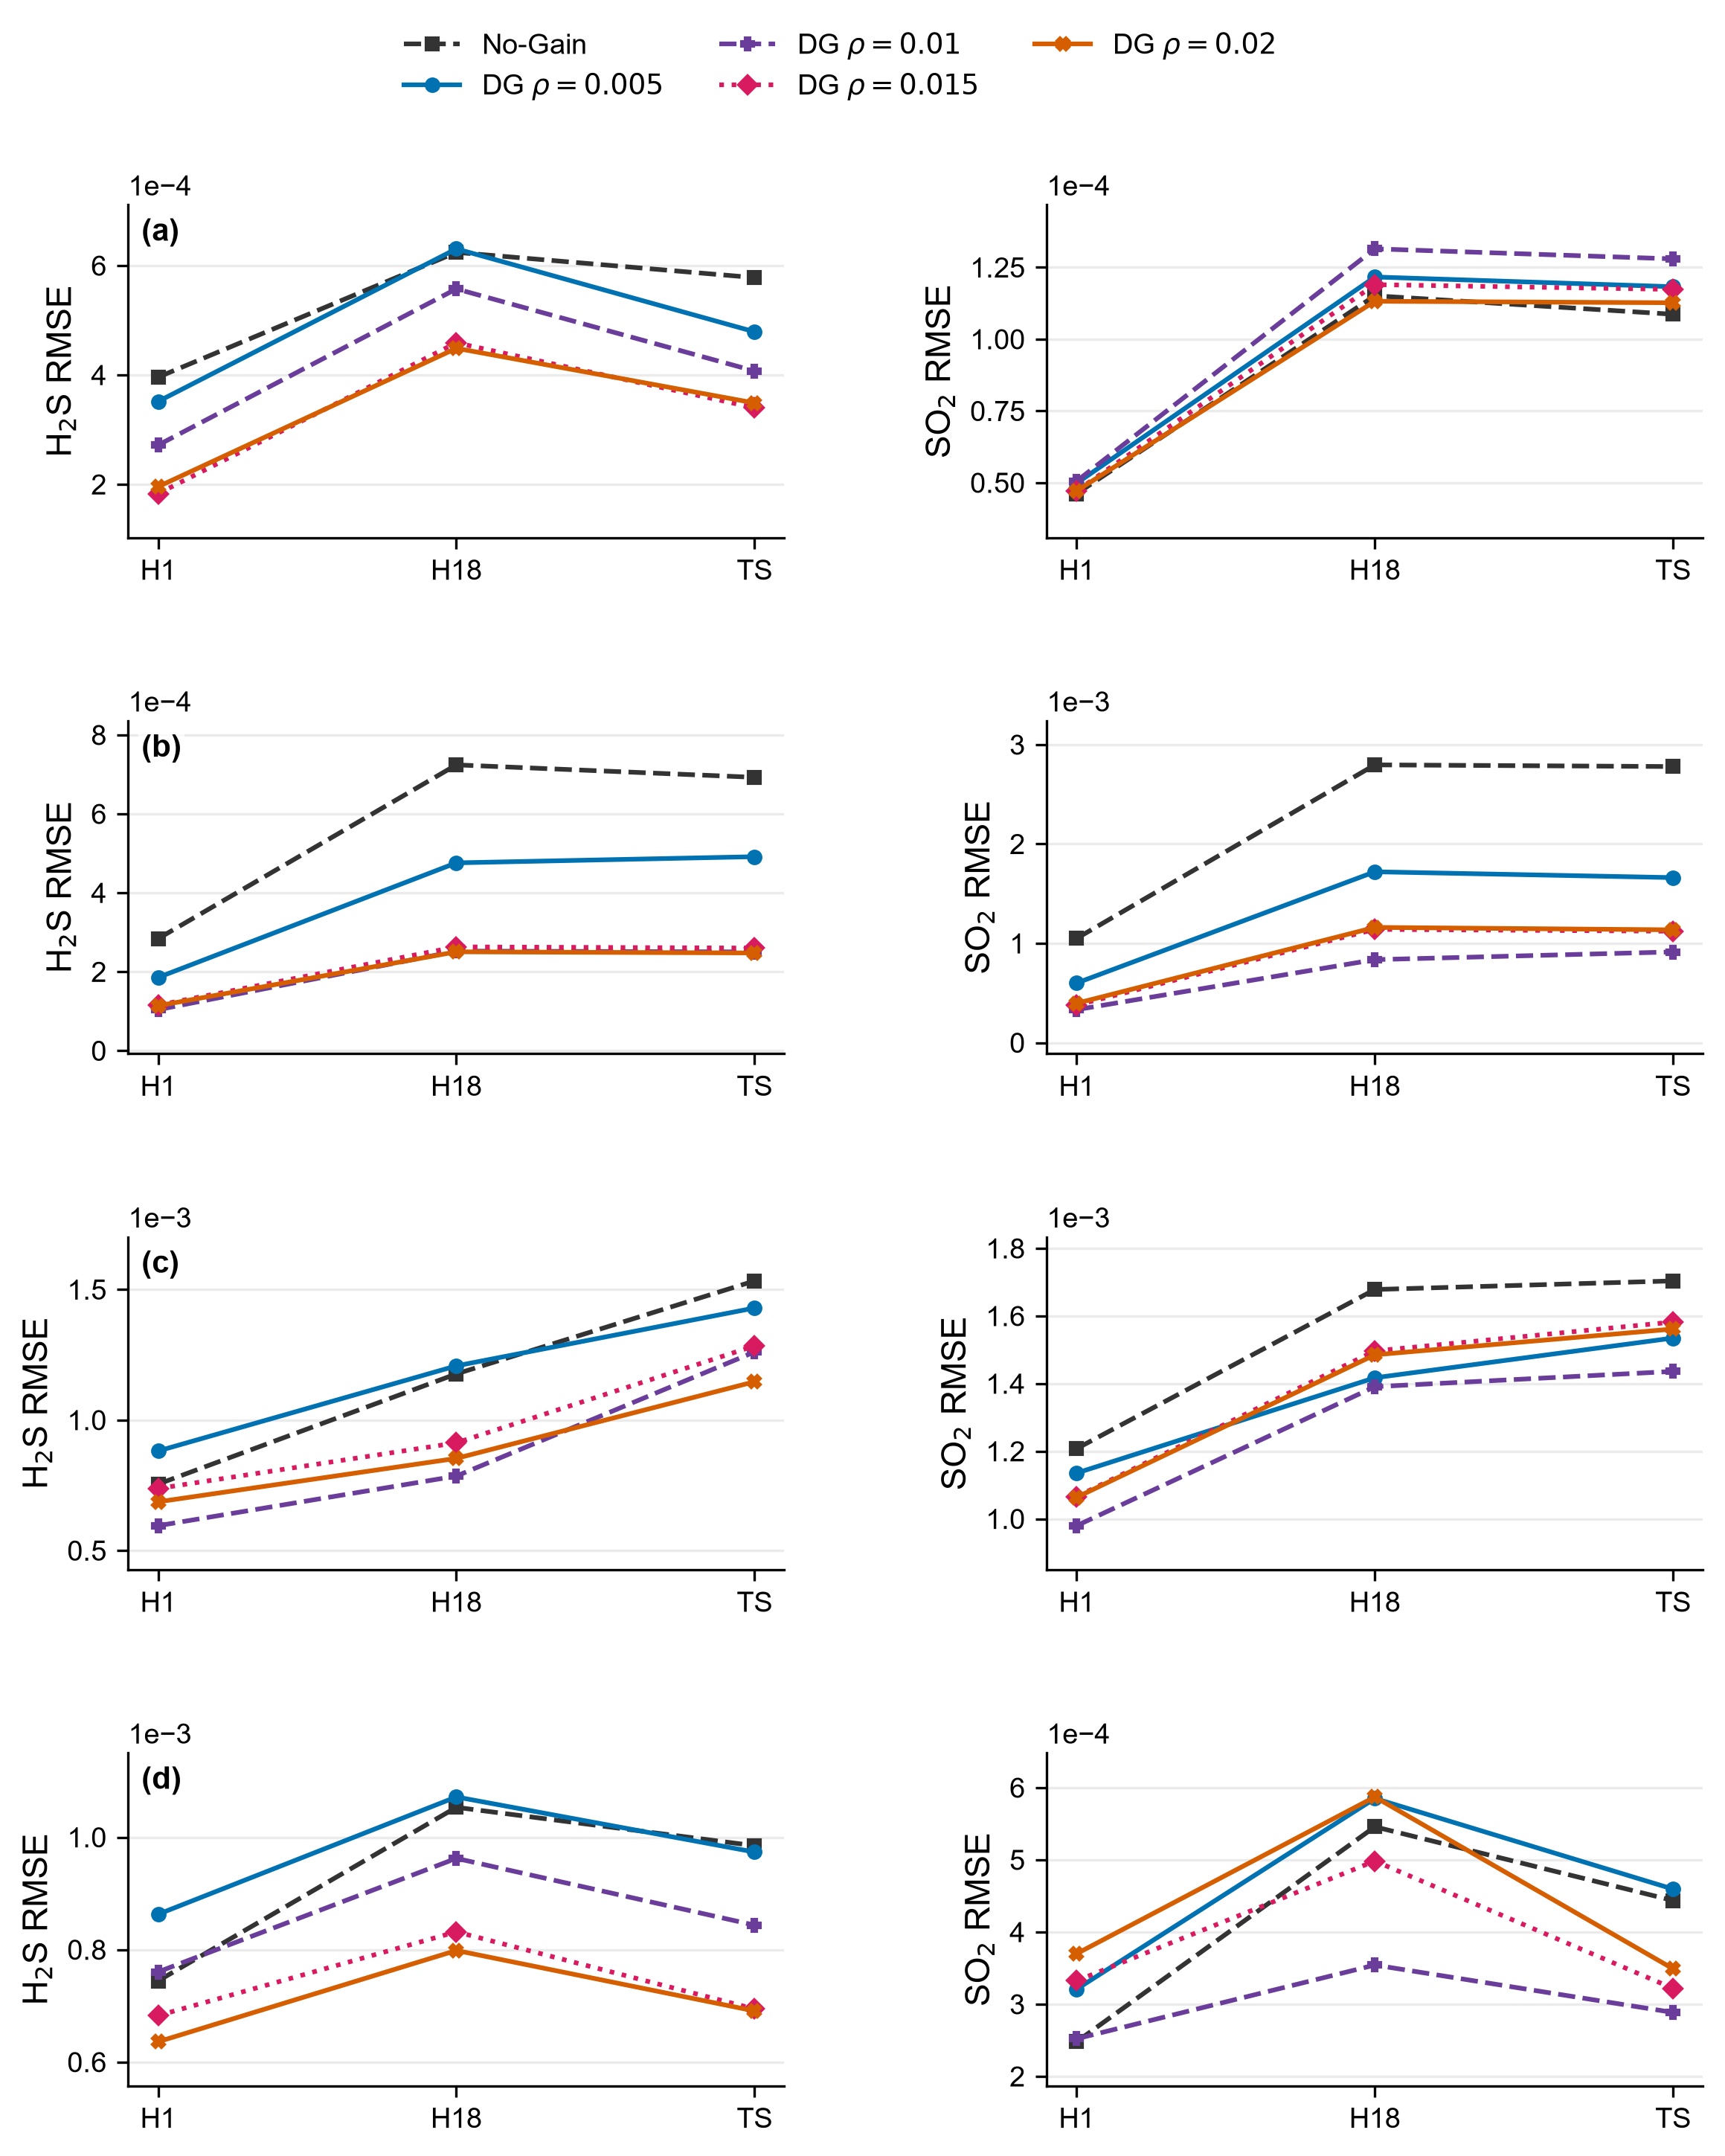 No-Gain
DG ρ = 0.005
DG ρ = 0.01
DG ρ = 0.015
DG ρ = 0.02
1e−4
(a)
H₂S RMSE
6
4
2
H1 H18 TS
1e−4
SO₂ RMSE
1.25
1.00
0.75
0.50
H1 H18 TS
1e−4
(b)
H₂S RMSE
8
6
4
2
0
H1 H18 TS
1e−3
SO₂ RMSE
3
2
1
0
H1 H18 TS
1e−3
(c)
H₂S RMSE
1.5
1.0
0.5
H1 H18 TS
1e−3
SO₂ RMSE
1.8
1.6
1.4
1.2
1.0
H1 H18 TS
1e−3
(d)
H₂S RMSE
1.0
0.8
0.6
H1 H18 TS
1e−4
SO₂ RMSE
6
5
4
3
2
H1 H18 TS